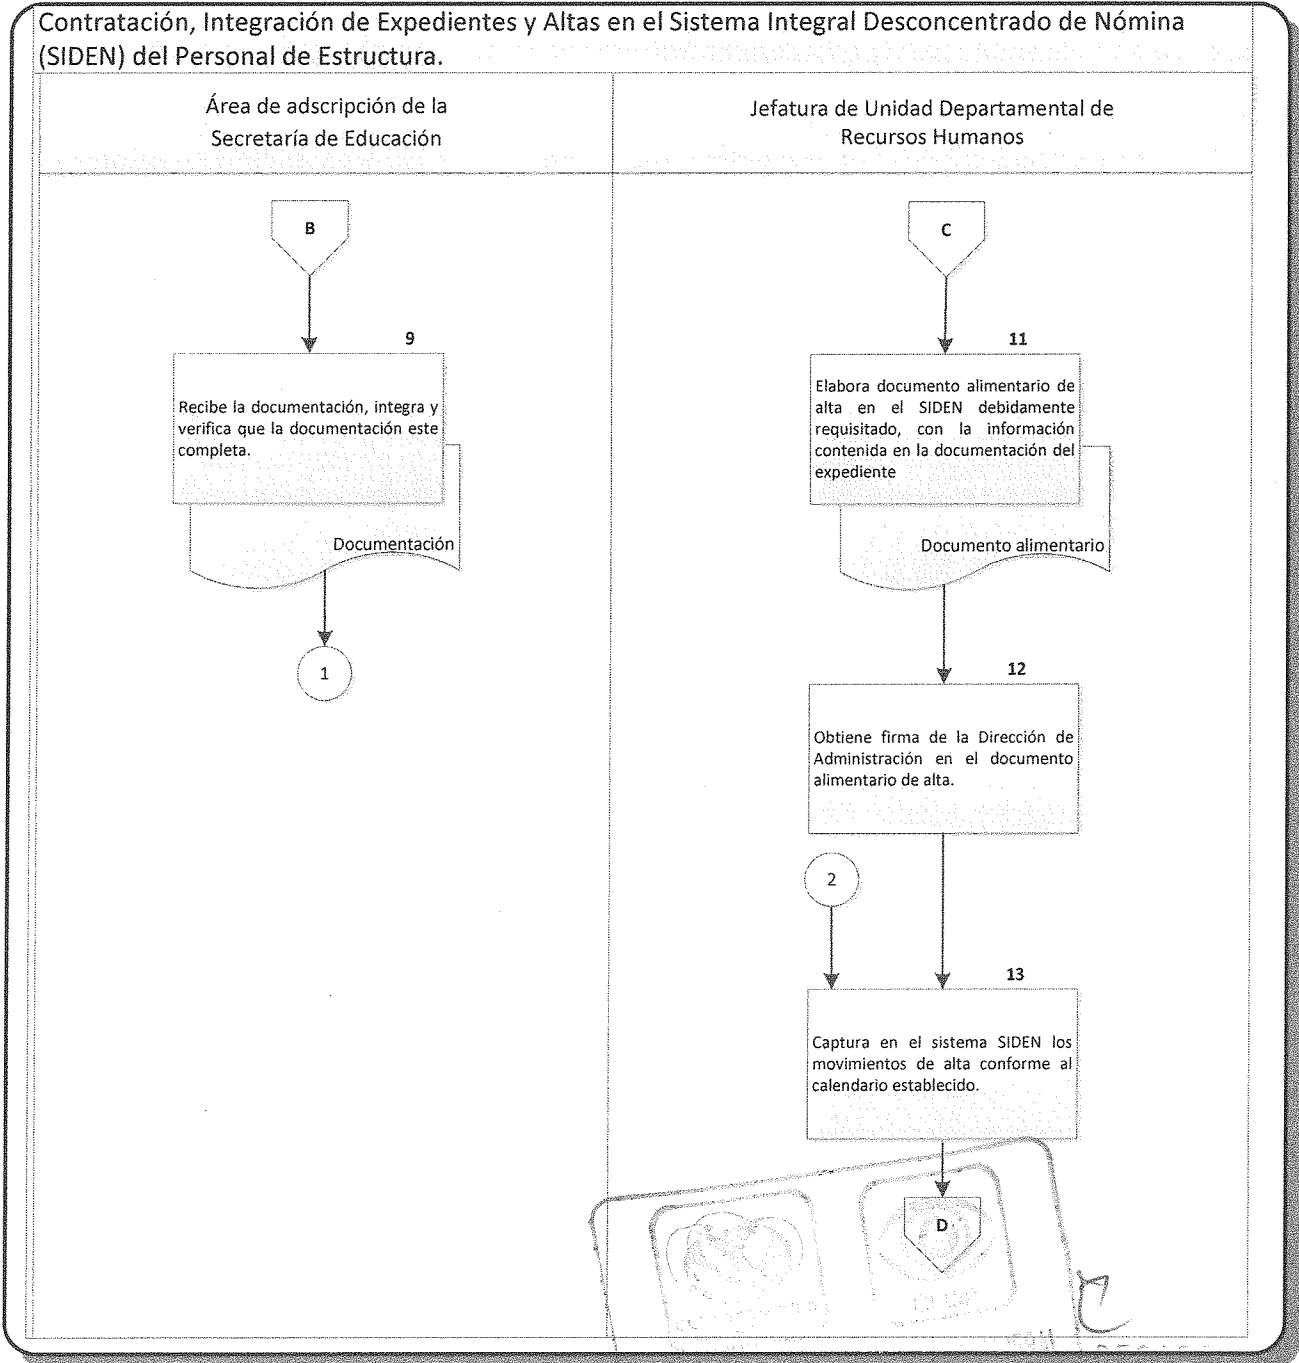 Contratación, Integración de Expedientes y Altas en el Sistema Integral Desconcentrado de Nómina
(SIDEN) del Personal de Estructura.
Área de adscripción de la
Secretaría de Educación
Jefatura de Unidad Departamental de
Recursos Humanos
B
9
Recibe la documentación, integra y
verifica que la documentación este
completa.
Documentación
1
C
11
Elabora documento alimentario de
alta en el SIDEN debidamente
requisitado, con la información
contenida en la documentación del
expediente
Documento alimentario
12
Obtiene firma de la Dirección de
Administración en el documento
alimentario de alta.
2
13
Captura en el sistema SIDEN los
movimientos de alta conforme al
calendario establecido.
D